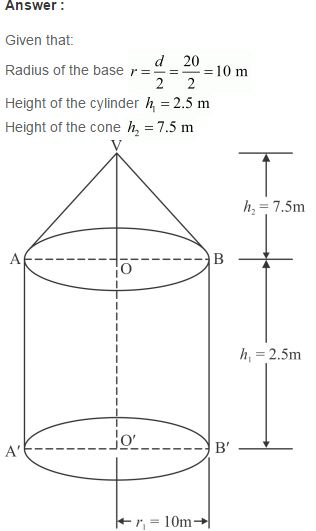 Answer :
Given that:
Radius of the base r = d/2 = 20/2 = 10 m
Height of the cylinder h₁ = 2.5 m
Height of the cone h₂ = 7.5 m
V
h₂ = 7.5m
A O B
h₁ = 2.5m
A′ O′ B′
r₁ = 10m